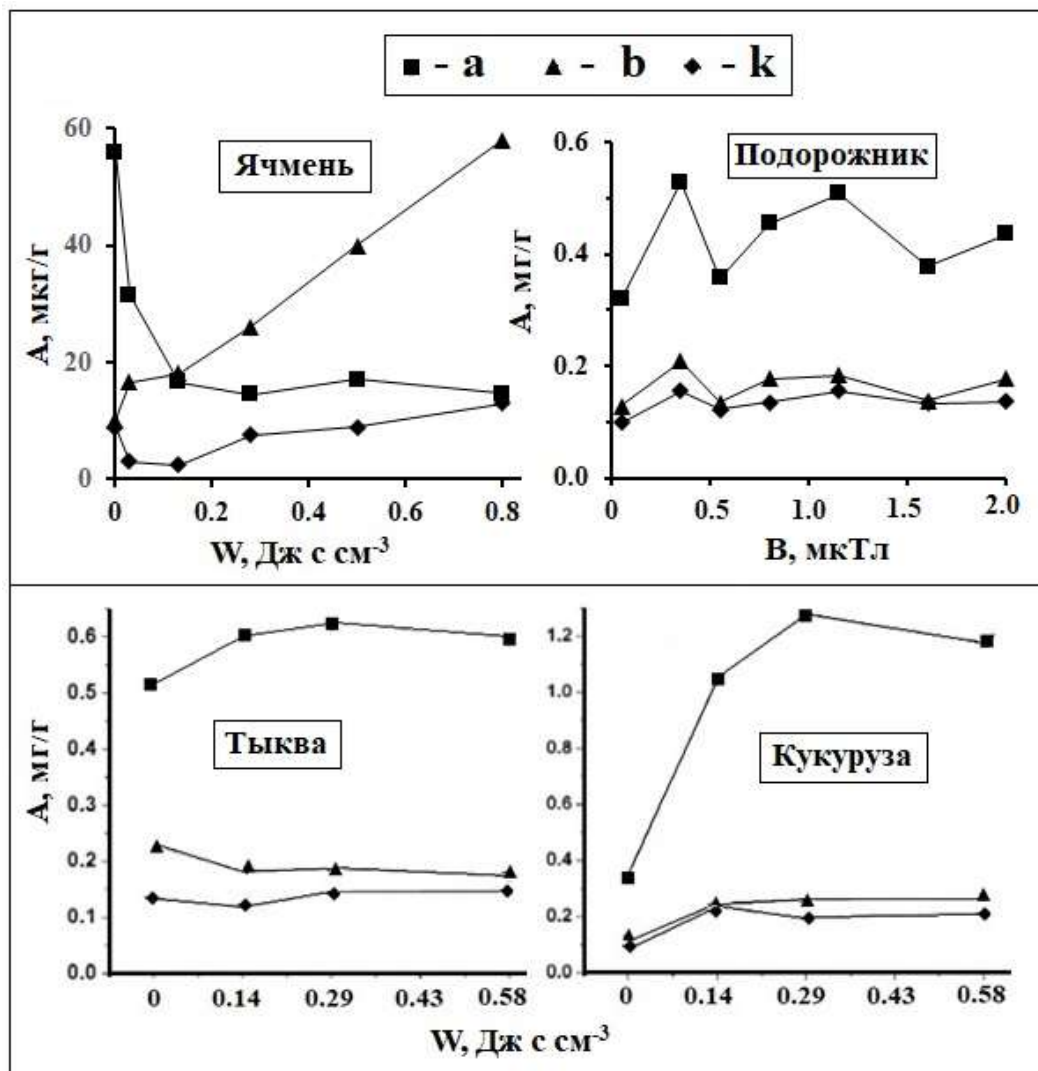 - a - b - k
60
40
20
0
A, мкг/г
Ячмень
0 0.2 0.4 0.6 0.8
W, Дж с см-3
0.6
0.4
0.2
0.0
A, мг/г
Подорожник
0 0.5 1.0 1.5 2.0
B, мкТл
0.6
0.5
0.4
0.3
0.2
0.1
0.0
A, мг/г
Тыква
0 0.14 0.29 0.43 0.58
1.2
1.0
0.8
0.6
0.4
0.2
0.0
Кукуруза
0 0.14 0.29 0.43 0.58
W, Дж с см-3